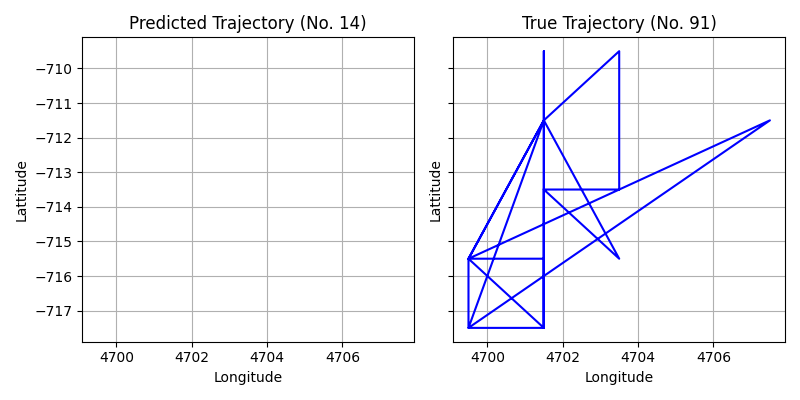 Predicted Trajectory (No. 14)
True Trajectory (No. 91)
Lattitude
−710
−711
−712
−713
−714
−715
−716
−717
4700 4702 4704 4706
Longitude
Lattitude
4700 4702 4704 4706
Longitude